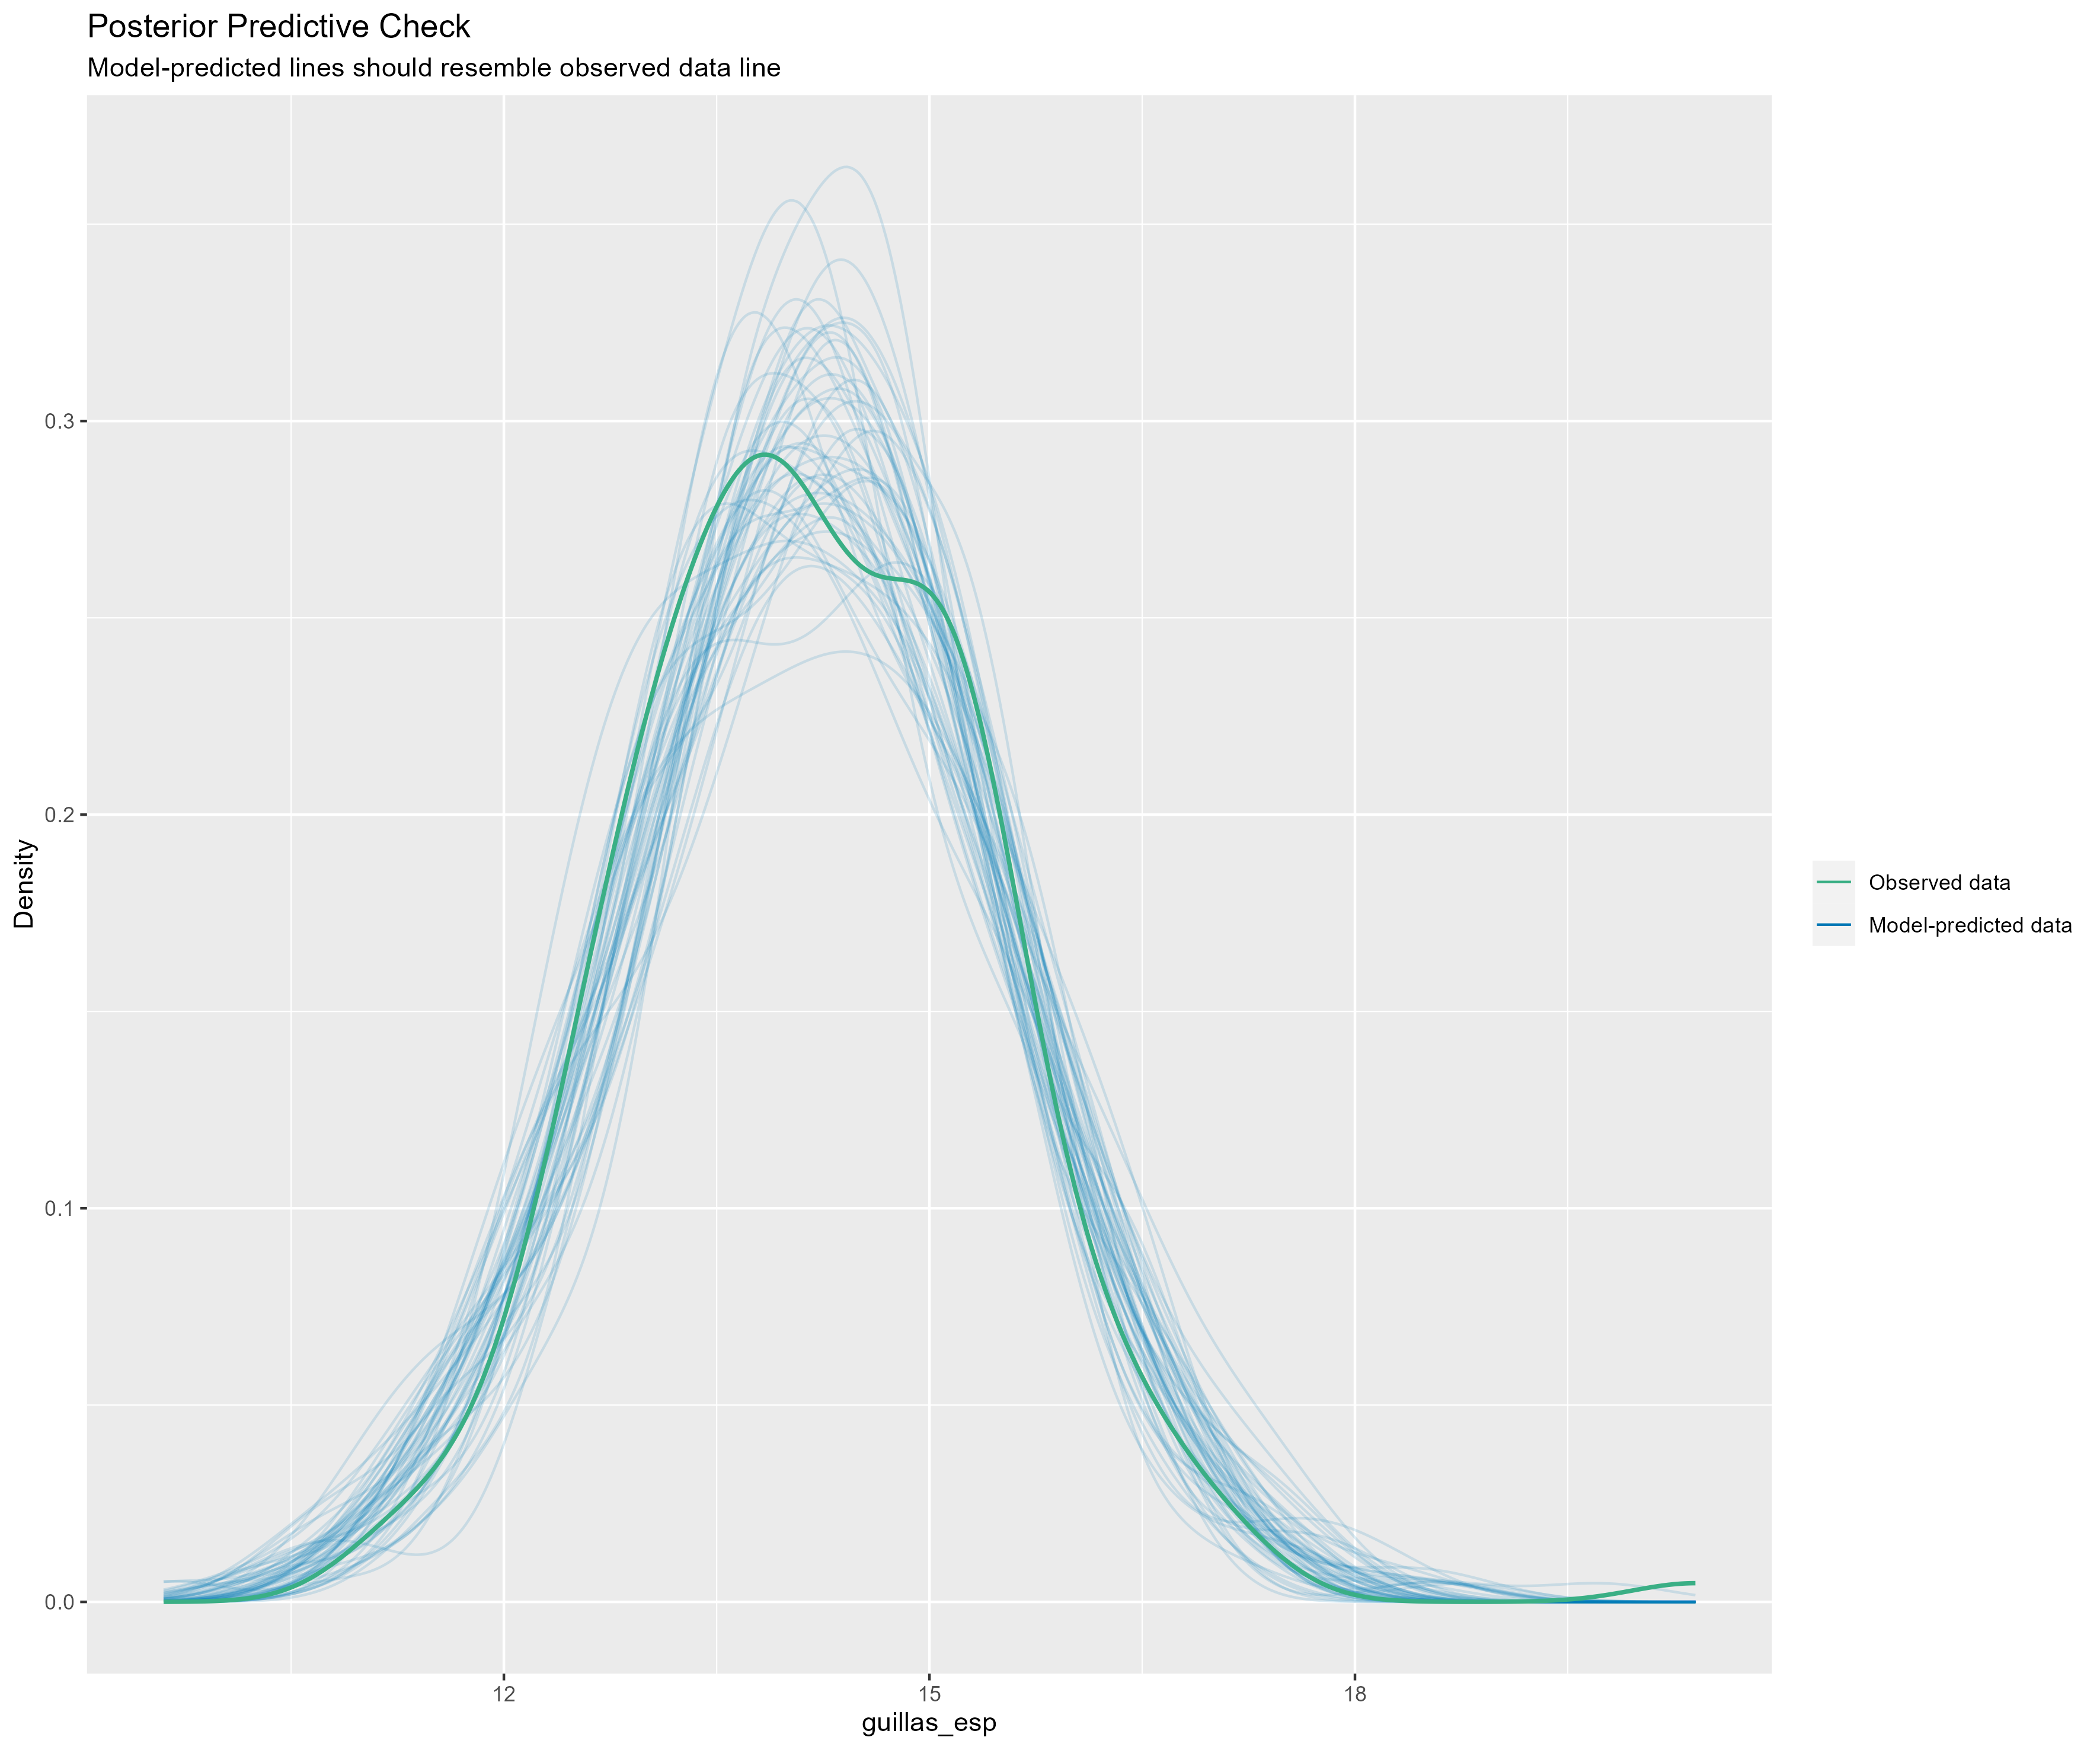 Posterior Predictive Check
Model-predicted lines should resemble observed data line
0.3
0.2
0.1
0.0
Density
12
15
18
guillas_esp
Observed data
Model-predicted data